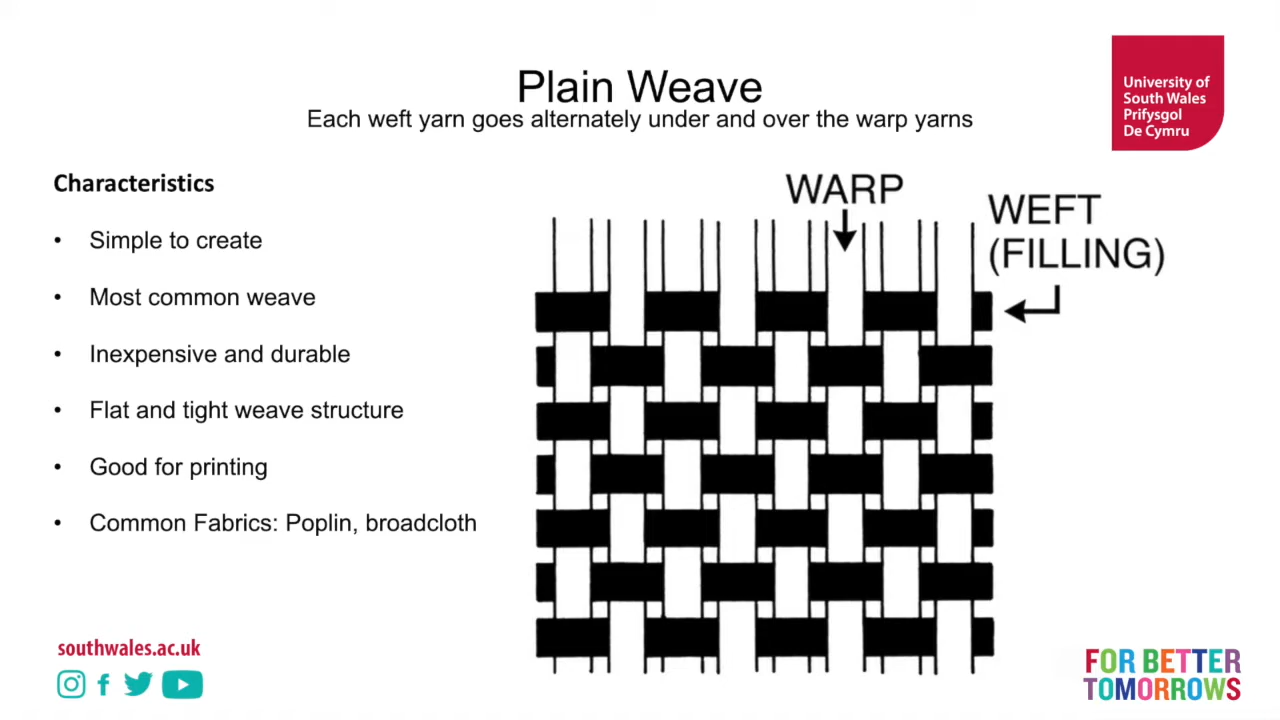 Plain Weave
Each weft yarn goes alternately under and over the warp yarns
University of
South Wales
Prifysgol
De Cymru
Characteristics
• Simple to create
• Most common weave
• Inexpensive and durable
• Flat and tight weave structure
• Good for printing
• Common Fabrics: Poplin, broadcloth
WARP
WEFT
(FILLING)
southwales.ac.uk
FOR BETTER
TOMORROWS